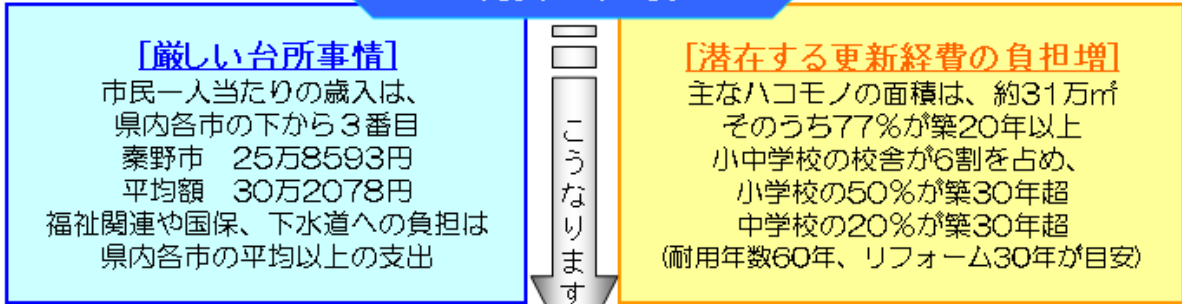 [厳しい台所事情]
市民一人当たりの歳入は、
県内各市の下から3番目
秦野市 25万8593円
平均額 30万2078円
福祉関連や国保、下水道への負担は
県内各市の平均以上の支出
こうなります
[潜在する更新経費の負担増]
主なハコモノの面積は、約31万㎡
そのうち77%が築20年以上
小中学校の校舎が6割を占め、
小学校の50%が築30年超
中学校の20%が築30年超
(耐用年数60年、リフォーム30年が目安)